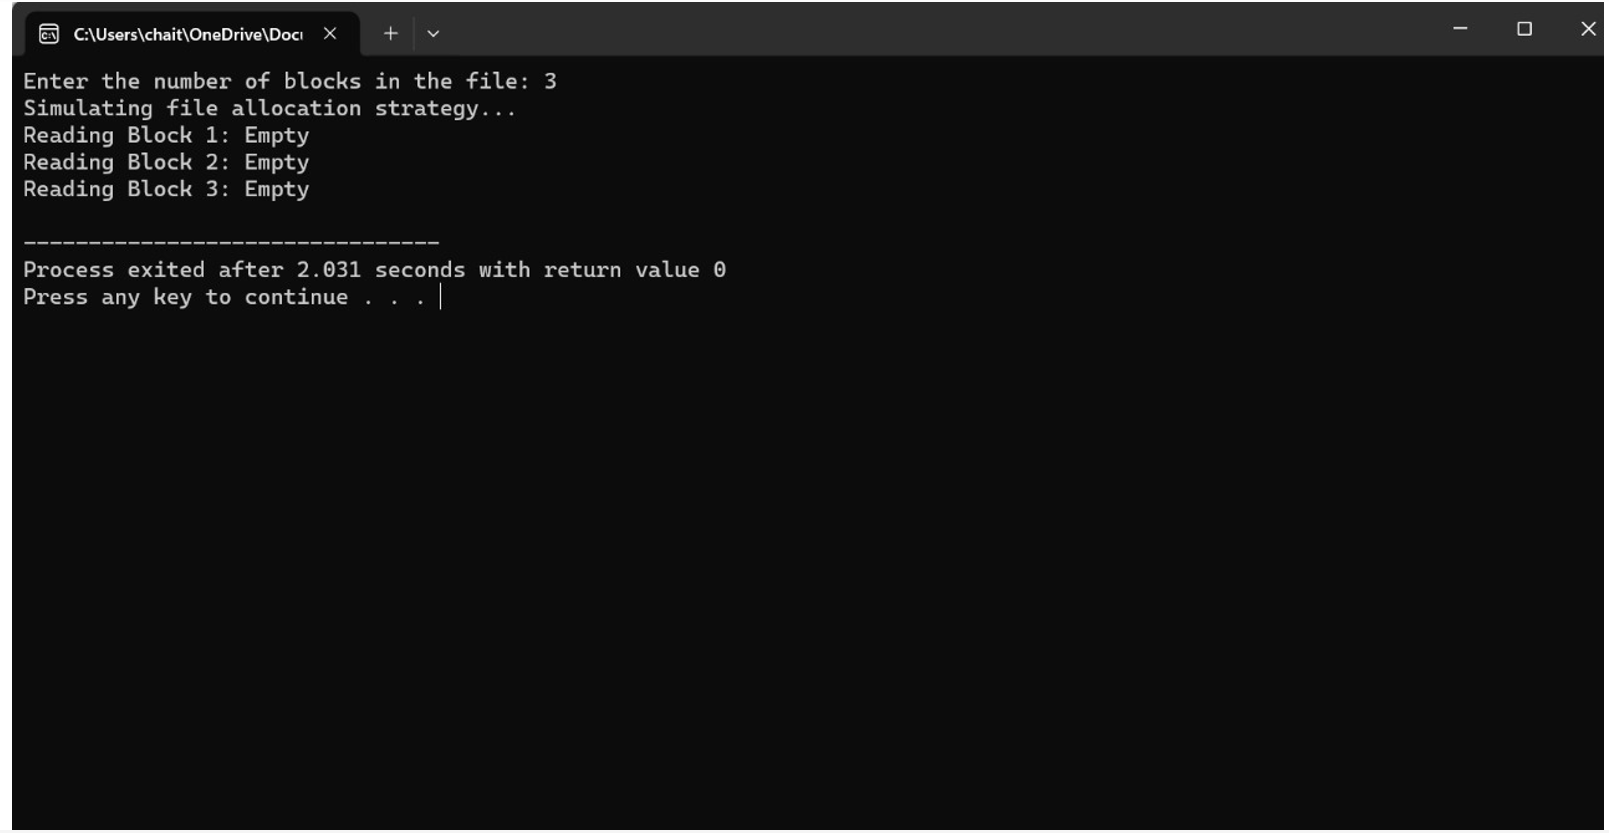 C:\Users\chait\OneDrive\Docu
Enter the number of blocks in the file: 3
Simulating file allocation strategy...
Reading Block 1: Empty
Reading Block 2: Empty
Reading Block 3: Empty
--------------------------------
Process exited after 2.031 seconds with return value 0
Press any key to continue . . .